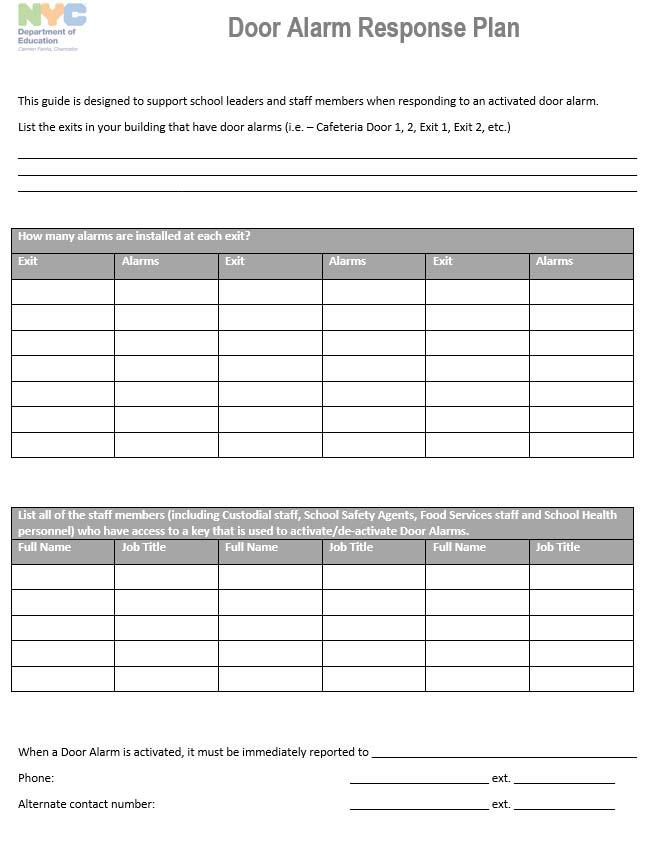 NYC
Department of
Education
Carmen Fariña, Chancellor
Door Alarm Response Plan
This guide is designed to support school leaders and staff members when responding to an activated door alarm.
List the exits in your building that have door alarms (i.e. – Cafeteria Door 1, 2, Exit 1, Exit 2, etc.)
How many alarms are installed at each exit?
Exit Alarms Exit Alarms Exit Alarms
List all of the staff members (including Custodial staff, School Safety Agents, Food Services staff and School Health
personnel) who have access to a key that is used to activate/de-activate Door Alarms.
Full Name Job Title Full Name Job Title Full Name Job Title
When a Door Alarm is activated, it must be immediately reported to
Phone: ext.
Alternate contact number: ext.